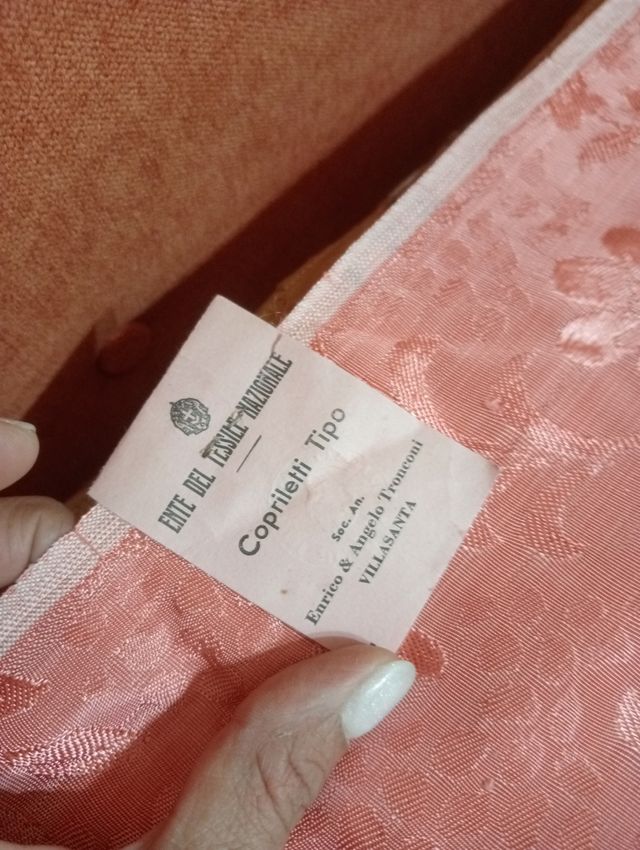 ENTE DEL TESSILE NAZIONALE
Copriletti Tipo
Soc. An.
Enrico & Angelo Tronconi
VILLASANTA